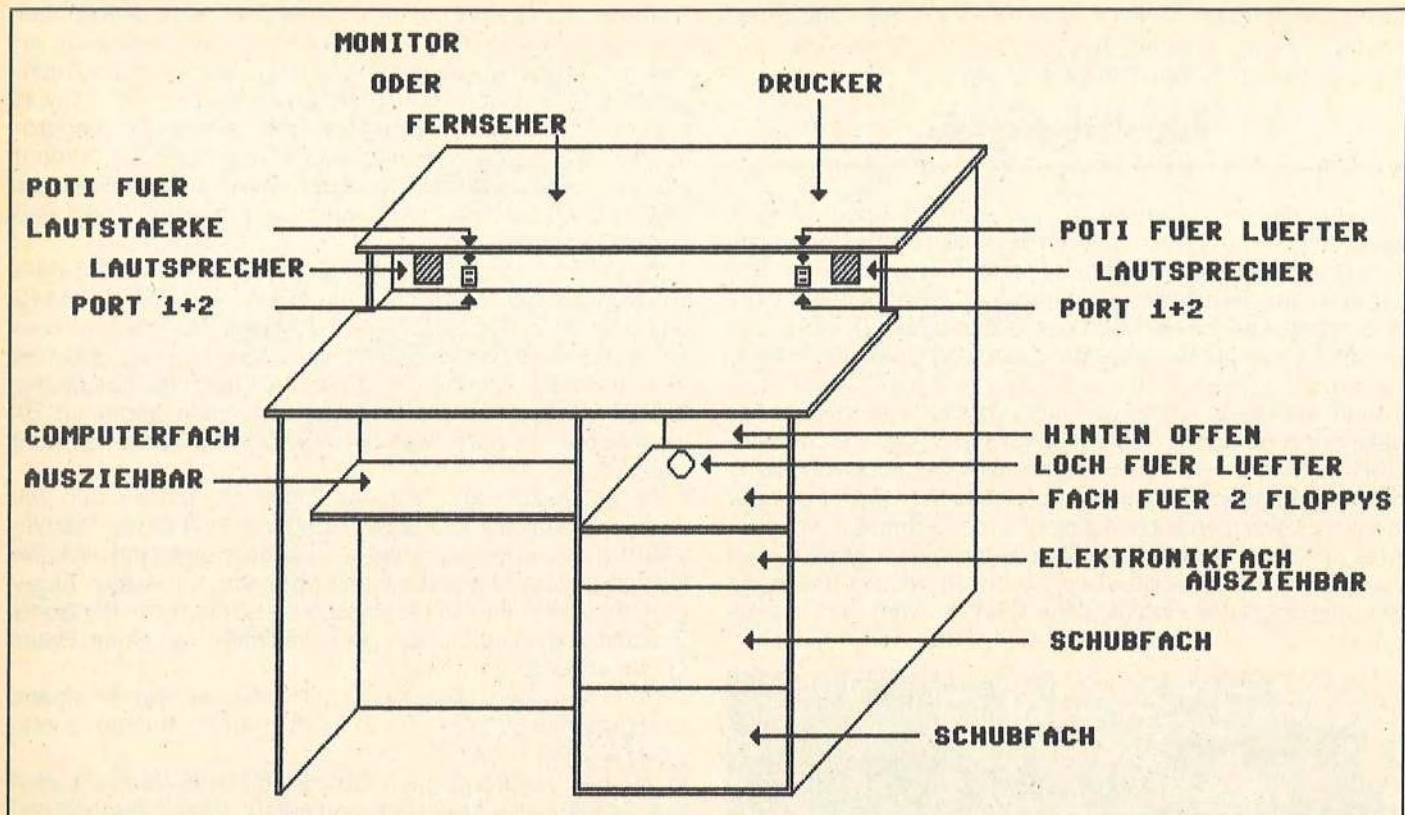 MONITOR
ODER
FERNSEHER
DRUCKER
POTI FUER
LAUTSTAERKE
LAUTSPRECHER
PORT 1+2
POTI FUER LUEFTER
LAUTSPRECHER
PORT 1+2
COMPUTERFACH
AUSZIEHBAR
HINTEN OFFEN
LOCH FUER LUEFTER
FACH FUER 2 FLOPPYS
ELEKTRONIKFACH
AUSZIEHBAR
SCHUBFACH
SCHUBFACH